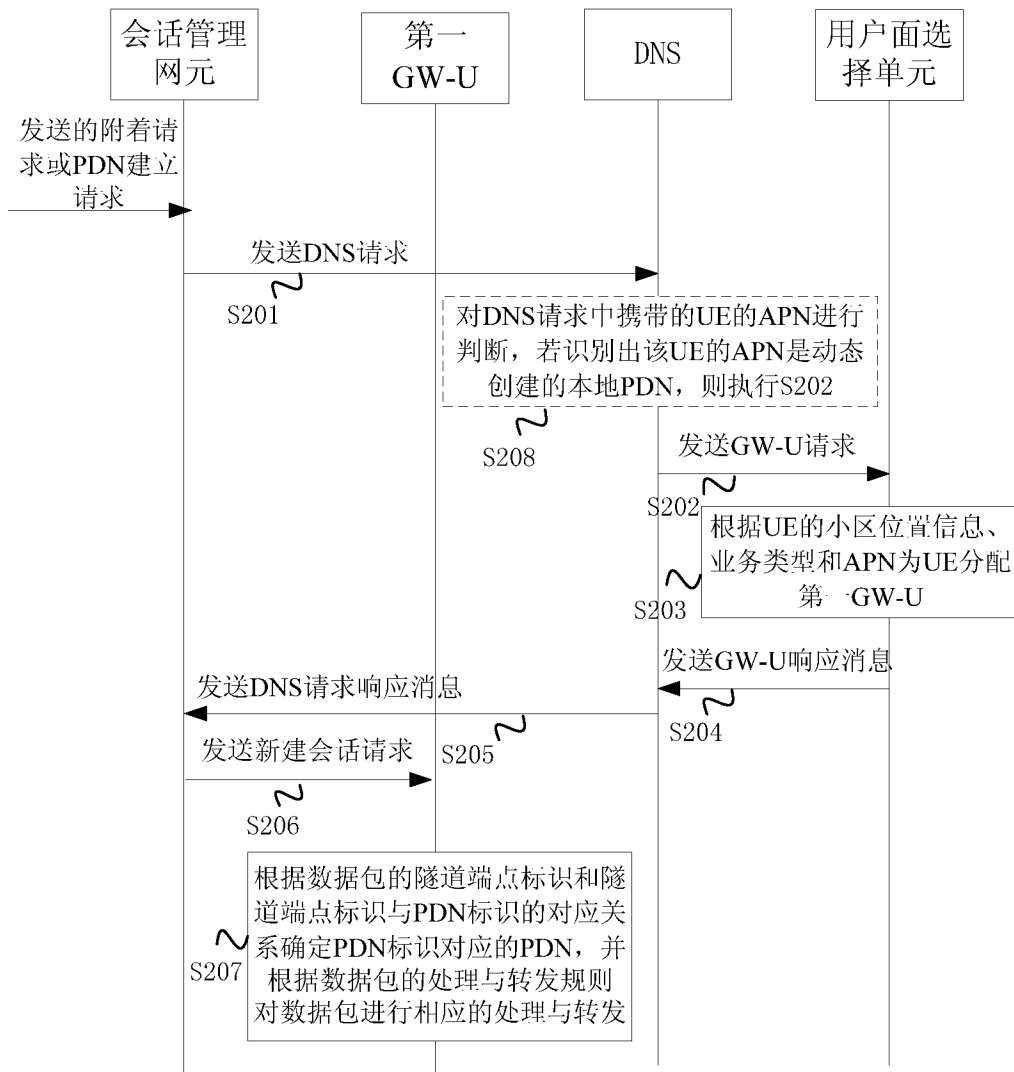 会话管理
网元
第一
GW-U
DNS
用户面选
择单元
发送的附着请
求或PDN建立
请求
发送DNS请求
S201
对DNS请求中携带的UE的APN进行
判断，若识别出该UE的APN是动态
创建的本地PDN，则执行S202
S208
发送GW-U请求
S202
根据UE的小区位置信息、
业务类型和APN为UE分配
第一GW-U
S203
发送GW-U响应消息
S204
发送DNS请求响应消息
S205
发送新建会话请求
S206
根据数据包的隧道端点标识和隧
道端点标识与PDN标识的对应关
系确定PDN标识对应的PDN，并
根据数据包的处理与转发规则
对数据包进行相应的处理与转发
S207